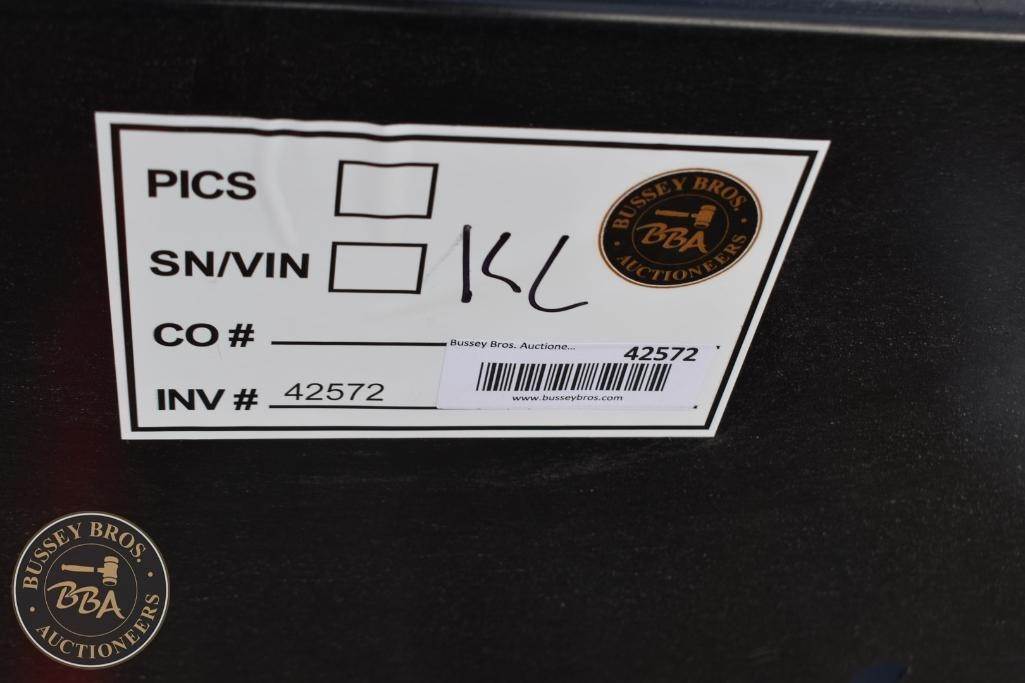 PICS
SN/VIN KL
CO #
INV # 42572
BUSSEY BROS.
BBA
AUCTIONEERS
Bussey Bros. Auctione... 42572
www.busseybros.com
BUSSEY BROS.
BBA
AUCTIONEERS